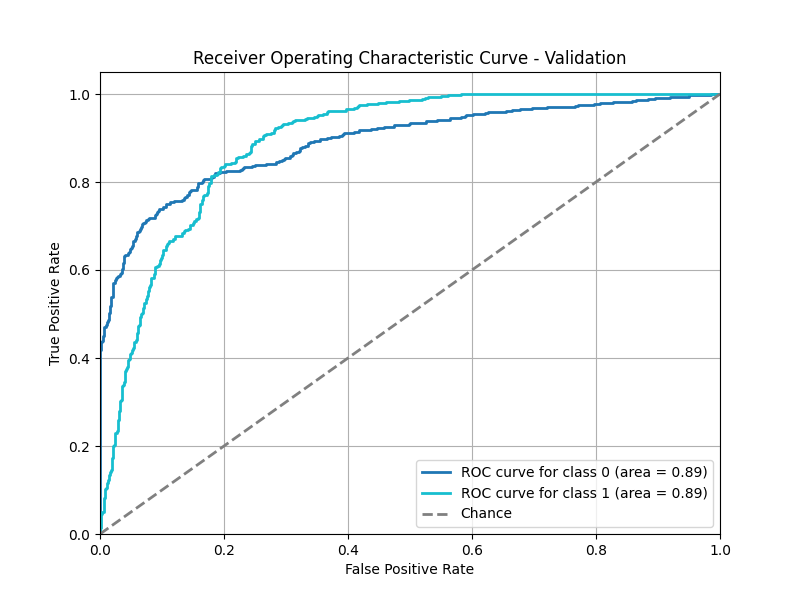 Receiver Operating Characteristic Curve - Validation
1.0
0.8
0.6
0.4
0.2
0.0
True Positive Rate
ROC curve for class 0 (area = 0.89)
ROC curve for class 1 (area = 0.89)
Chance
0.0 0.2 0.4 0.6 0.8 1.0
False Positive Rate